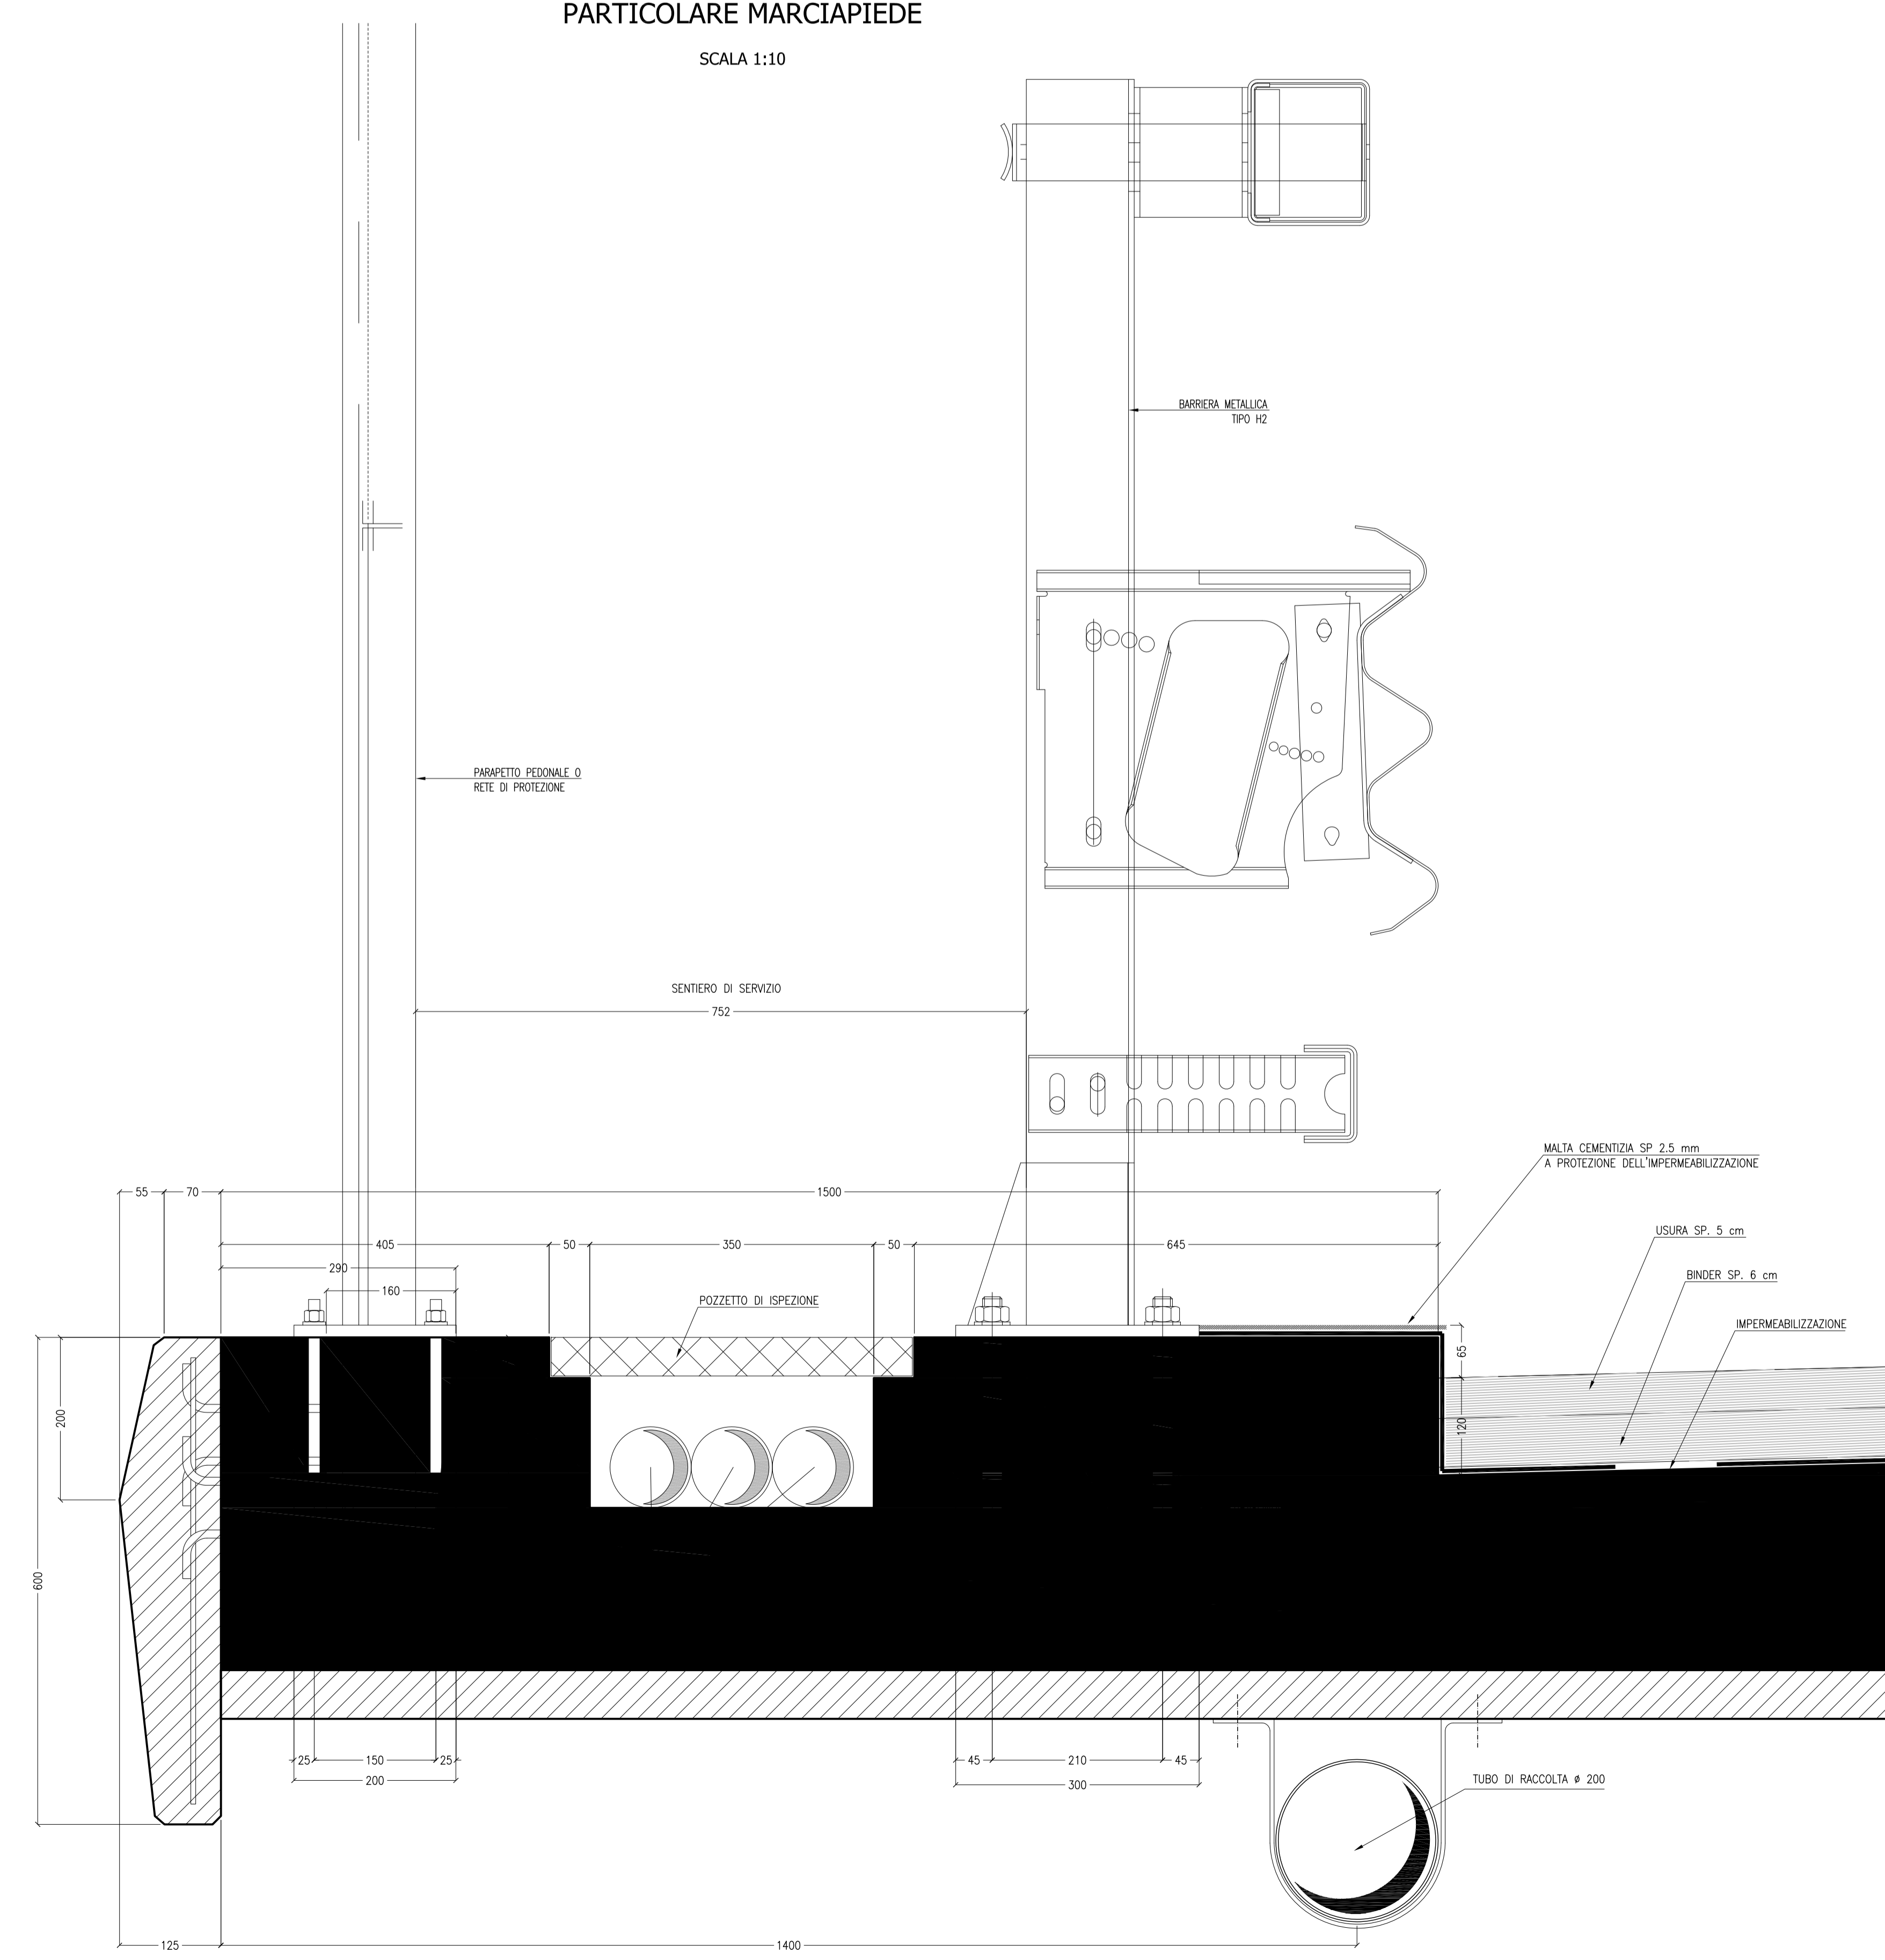 PARTICOLARE MARCIAPIEDE
SCALA 1:10
BARRIERA METALLICA
TIPO H2
PARAPETTO PEDONALE O
RETE DI PROTEZIONE
SENTIERO DI SERVIZIO
752
MALTA CEMENTIZIA SP 2.5 mm
A PROTEZIONE DELL'IMPERMEABILIZZAZIONE
55 70 1500
USURA SP. 5 cm
405 50 350 50 645
290
BINDER SP. 6 cm
160
POZZETTO DI ISPEZIONE
IMPERMEABILIZZAZIONE
65
200
120
600
25 150 25
45 210 45
200
300
TUBO DI RACCOLTA ø 200
125 1400